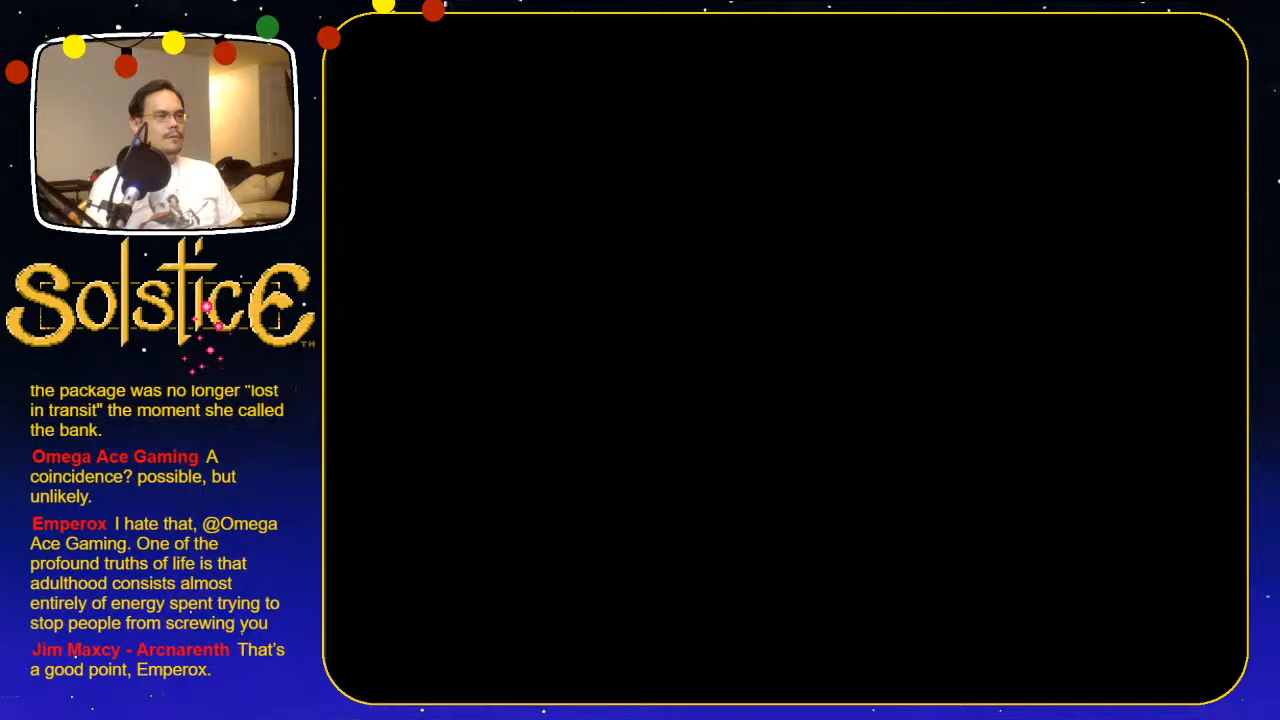 Solstice
TM
the package was no longer "lost
in transit" the moment she called
the bank.
Omega Ace Gaming A
coincidence? possible, but
unlikely.
Emperox I hate that, @Omega
Ace Gaming. One of the
profound truths of life is that
adulthood consists almost
entirely of energy spent trying to
stop people from screwing you
Jim Maxcy - Arcnarenth That's
a good point, Emperox.